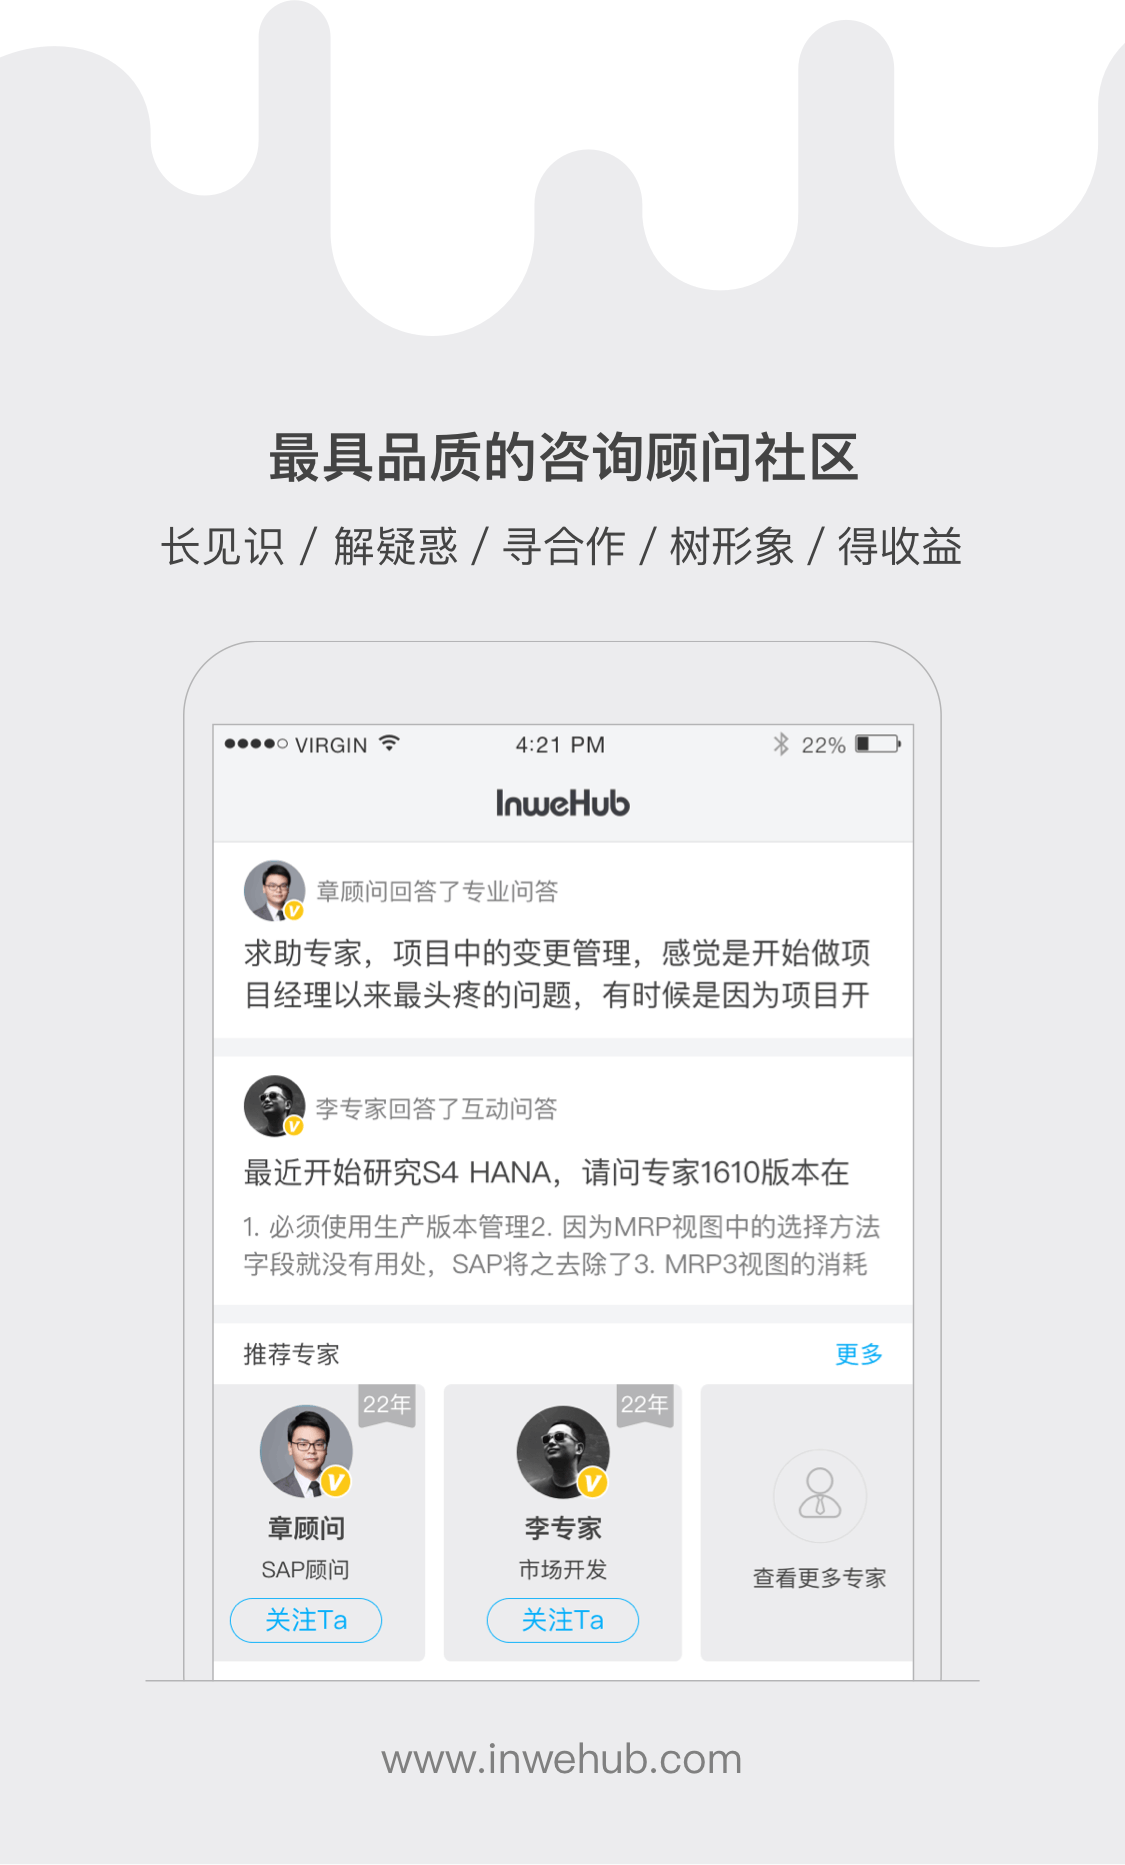 最具品质的咨询顾问社区
长见识 / 解疑惑 / 寻合作 / 树形象 / 得收益
VIRGIN 4:21 PM 22%
InweHub
章顾问回答了专业问答
求助专家，项目中的变更管理，感觉是开始做项
目经理以来最头疼的问题，有时候是因为项目开
李专家回答了互动问答
最近开始研究S4 HANA，请问专家1610版本在
1. 必须使用生产版本管理2. 因为MRP视图中的选择方法
字段就没有用处，SAP将之去除了3. MRP3视图的消耗
推荐专家 更多
22年 22年
章顾问 李专家
SAP顾问 市场开发 查看更多专家
关注Ta 关注Ta
www.inwehub.com